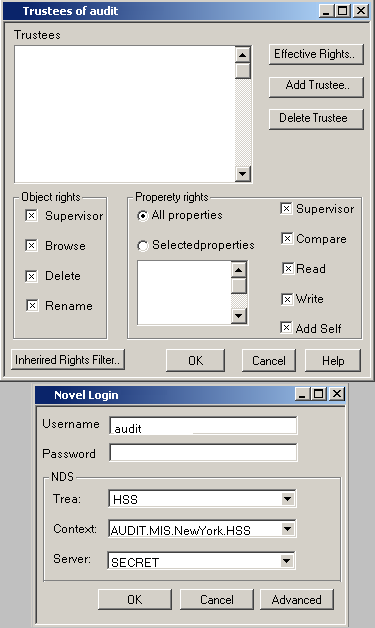 Trustees of audit
Trustees
Effective Rights..
Add Trustee..
Delete Trustee
Object rights
Supervisor
Browse
Delete
Rename
Properety rights
All properties
Selectedproperties
Supervisor
Compare
Read
Write
Add Self
Inherired Rights Filter..
OK
Cancel
Help
Novel Login
Username
audit
Password
NDS
Trea:
HSS
Context:
AUDIT.MIS.NewYork.HSS
Server:
SECRET
OK
Cancel
Advanced